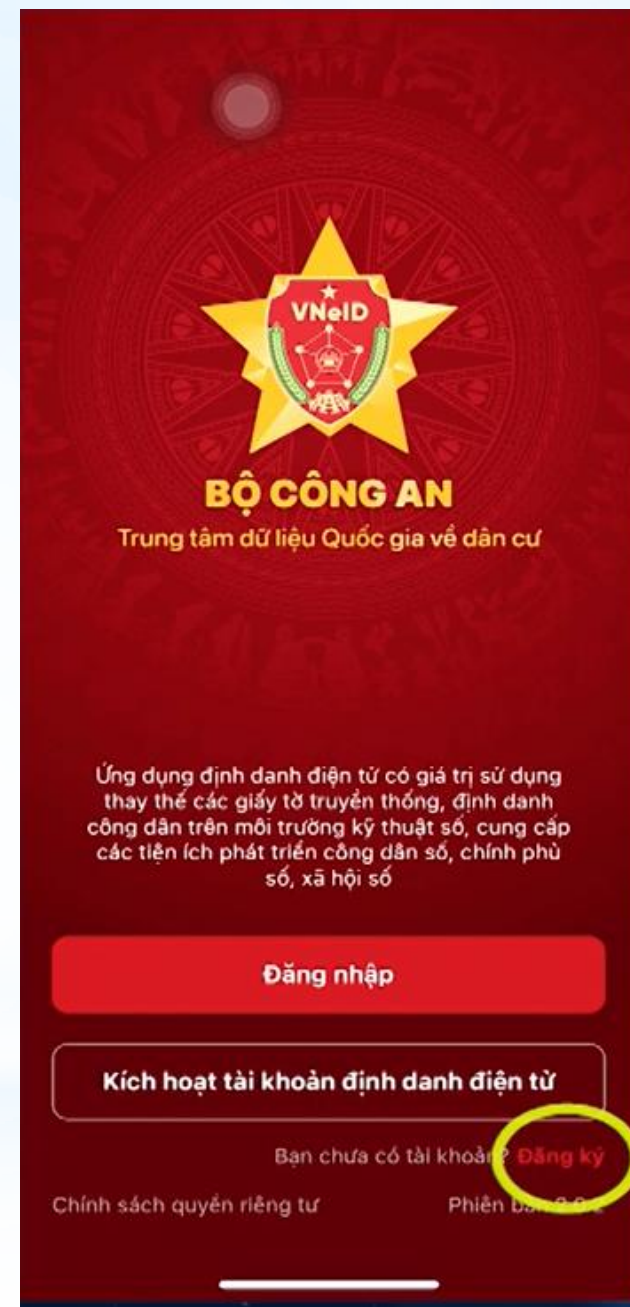 VNeID
BỘ CÔNG AN
Trung tâm dữ liệu Quốc gia về dân cư
Ứng dụng định danh điện tử có giá trị sử dụng
thay thế các giấy tờ truyền thống, định danh
công dân trên môi trường kỹ thuật số, cung cấp
các tiện ích phát triển công dân số, chính phủ
số, xã hội số
Đăng nhập
Kích hoạt tài khoản định danh điện tử
Bạn chưa có tài khoản? Đăng ký
Chính sách quyền riêng tư
Phiên bản